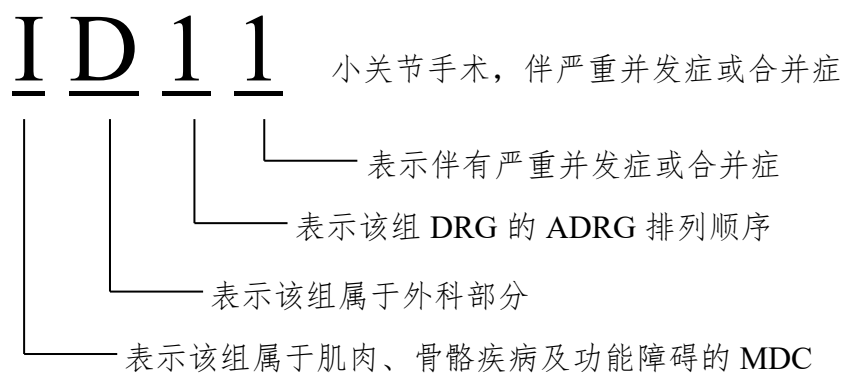 ID11 小关节手术，伴严重并发症或合并症
表示伴有严重并发症或合并症
表示该组 DRG 的 ADRG 排列顺序
表示该组属于外科部分
表示该组属于肌肉、骨骼疾病及功能障碍的 MDC